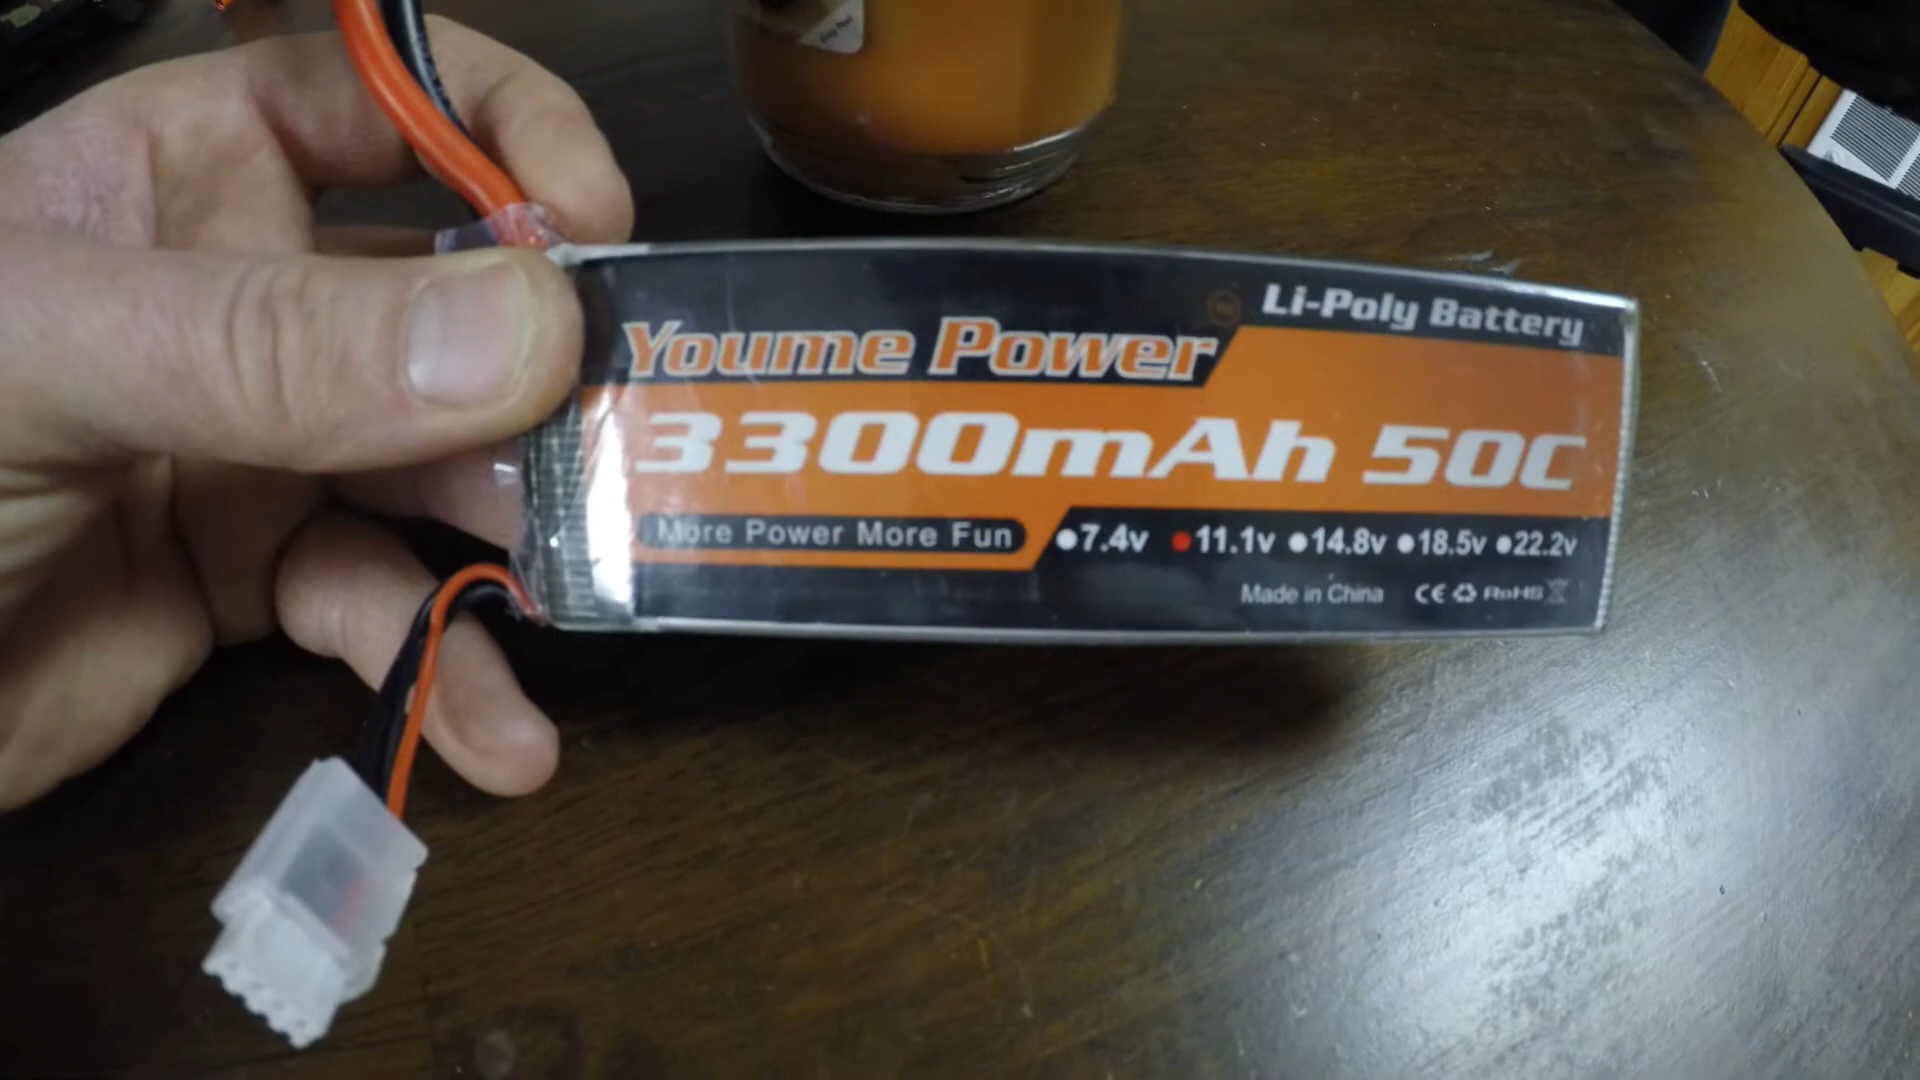 Li-Poly Battery
Youme Power
3300mAh 50C
More Power More Fun
7.4v 11.1v 14.8v 18.5v 22.2v
Made in China CE RoHS